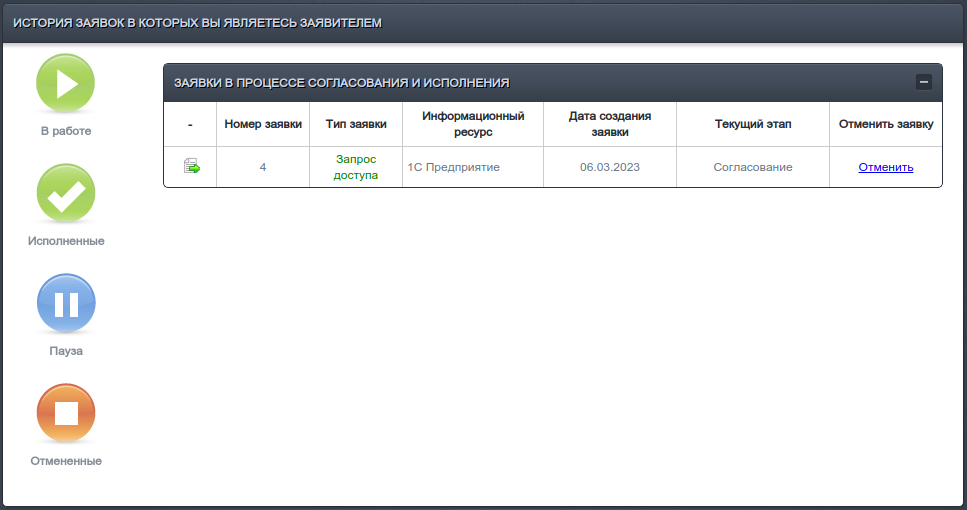 ИСТОРИЯ ЗАЯВОК В КОТОРЫХ ВЫ ЯВЛЯЕТЕСЬ ЗАЯВИТЕЛЕМ
В работе
Исполненные
Пауза
Отмененные
ЗАЯВКИ В ПРОЦЕССЕ СОГЛАСОВАНИЯ И ИСПОЛНЕНИЯ
- Номер заявки Тип заявки Информационный ресурс Дата создания заявки Текущий этап Отменить заявку
4 Запрос доступа 1С Предприятие 06.03.2023 Согласование Отменить